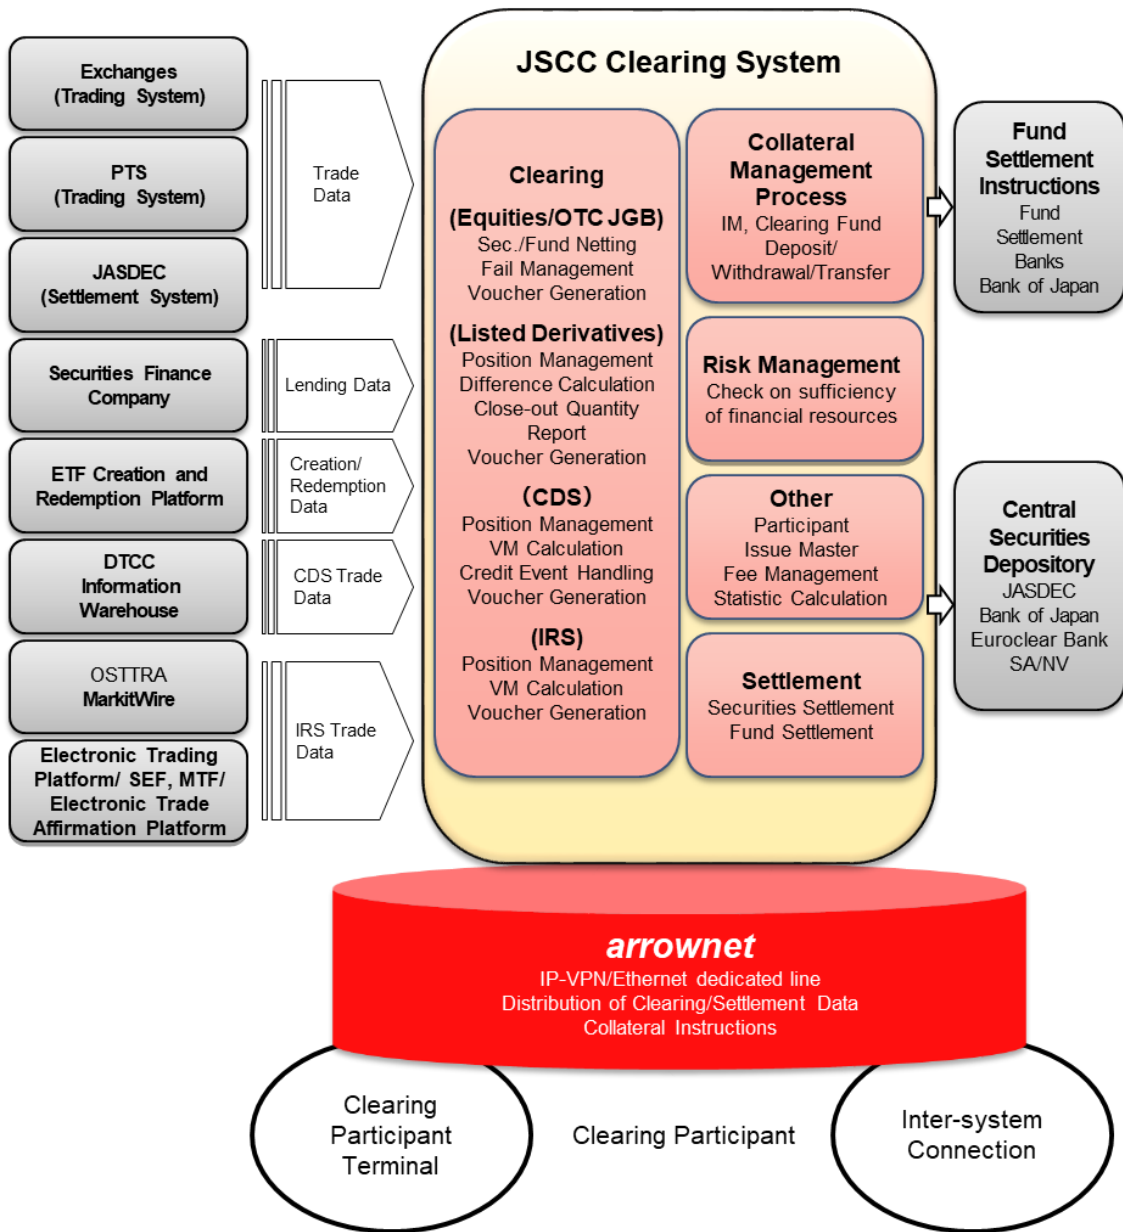 JSCC Clearing System
Exchanges
(Trading System)
PTS
(Trading System)
JASDEC
(Settlement System)
Securities Finance
Company
ETF Creation and
Redemption Platform
DTCC
Information
Warehouse
OSTTRA
MarkitWire
Electronic Trading
Platform/ SEF, MTF/
Electronic Trade
Affirmation Platform
Trade
Data
Lending Data
Creation/
Redemption
Data
CDS Trade
Data
IRS Trade
Data
Clearing
(Equities/OTC JGB)
Sec./Fund Netting
Fail Management
Voucher Generation
(Listed Derivatives)
Position Management
Difference Calculation
Close-out Quantity
Report
Voucher Generation
(CDS)
Position Management
VM Calculation
Credit Event Handling
Voucher Generation
(IRS)
Position Management
VM Calculation
Voucher Generation
Collateral
Management
Process
IM, Clearing Fund
Deposit/
Withdrawal/Transfer
Risk Management
Check on sufficiency
of financial resources
Other
Participant
Issue Master
Fee Management
Statistic Calculation
Settlement
Securities Settlement
Fund Settlement
Fund
Settlement
Instructions
Fund
Settlement
Banks
Bank of Japan
Central
Securities
Depository
JASDEC
Bank of Japan
Euroclear Bank
SA/NV
arrownet
IP-VPN/Ethernet dedicated line
Distribution of Clearing/Settlement Data
Collateral Instructions
Clearing
Participant
Terminal
Clearing Participant
Inter-system
Connection